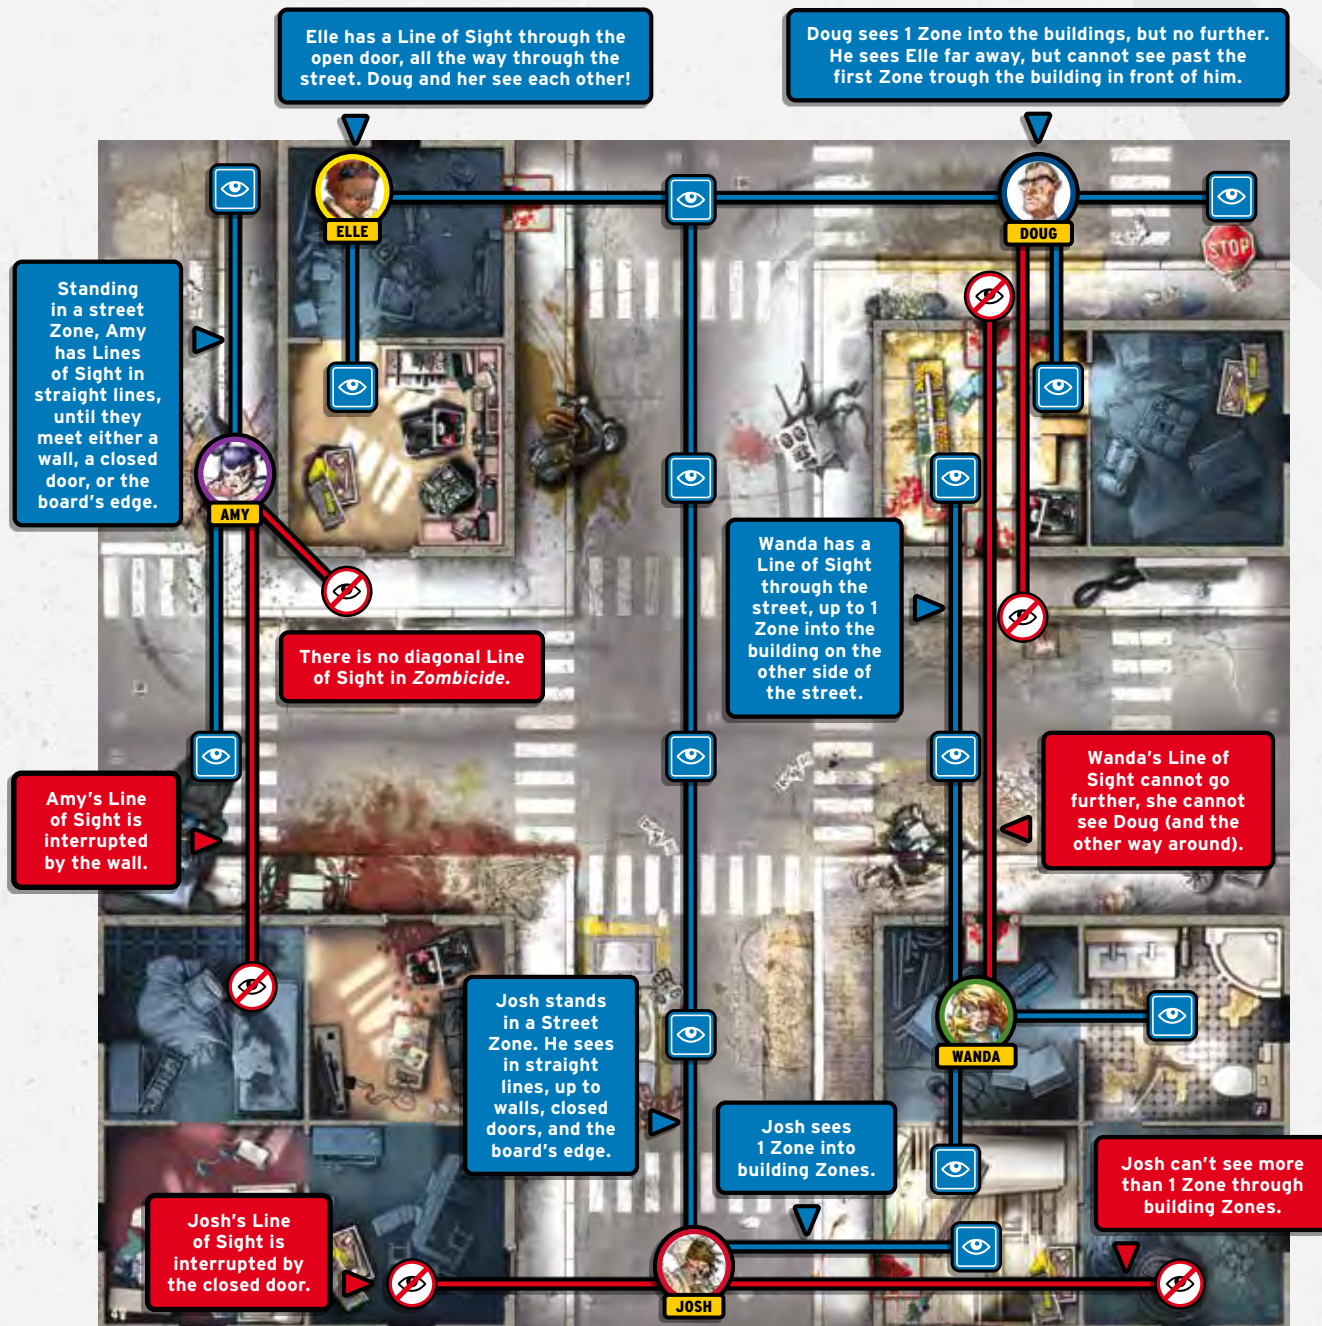 Elle has a Line of Sight through the
open door, all the way through the
street. Doug and her see each other!
Doug sees 1 Zone into the buildings, but no further.
He sees Elle far away, but cannot see past the
first Zone trough the building in front of him.
ELLE
DOUG
STOP
Standing
in a street
Zone, Amy
has Lines
of Sight in
straight lines,
until they
meet either a
wall, a closed
door, or the
board's edge.
AMY
There is no diagonal Line
of Sight in Zombicide.
Wanda has a
Line of Sight
through the
street, up to 1
Zone into the
building on the
other side of
the street.
Amy's Line
of Sight is
interrupted
by the wall.
Wanda's Line of
Sight cannot go
further, she cannot
see Doug (and the
other way around).
Josh stands
in a Street
Zone. He sees
in straight
lines, up to
walls, closed
doors, and the
board's edge.
WANDA
Josh sees
1 Zone into
building Zones.
Josh can't see more
than 1 Zone through
building Zones.
Josh's Line
of Sight is
interrupted by
the closed door.
JOSH